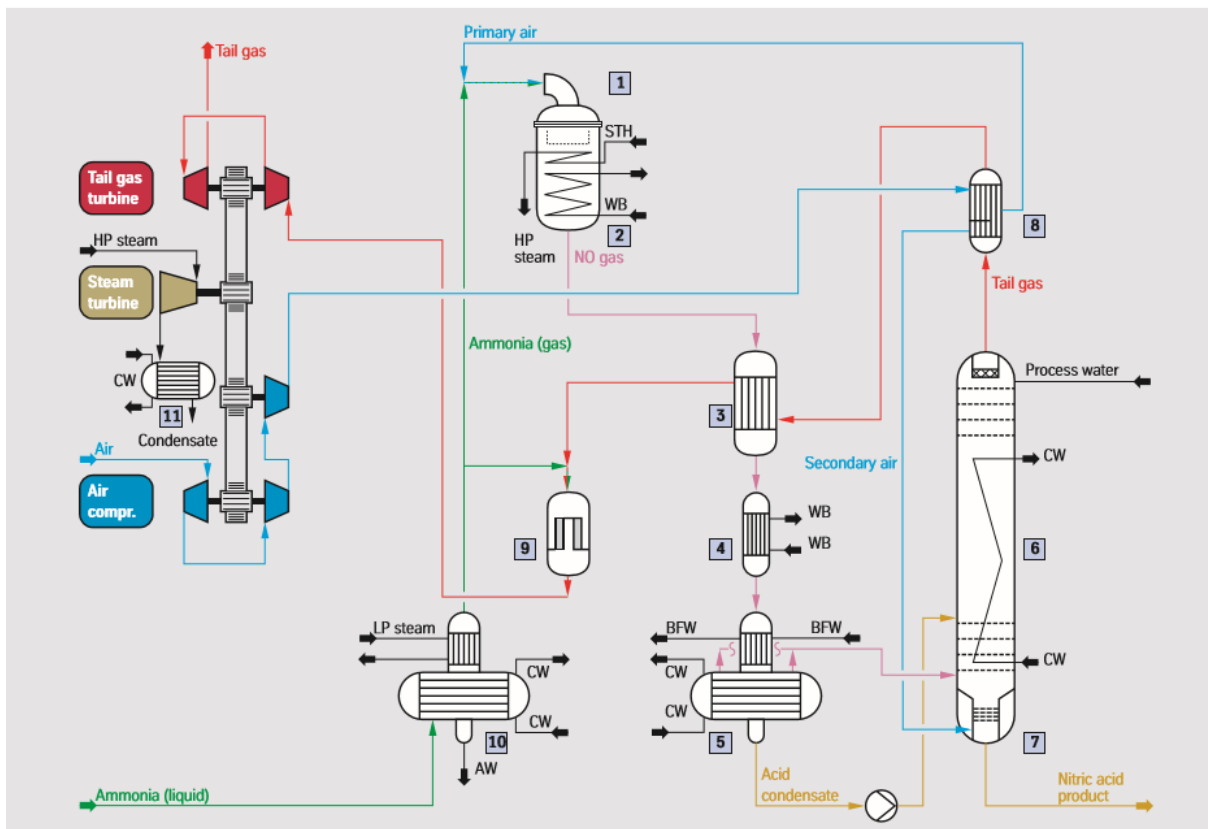 Primary air
Tail gas
1
STH
Tail gas
turbine
WB
8
HP steam
HP
steam
2
NO gas
Tail gas
Steam
turbine
Ammonia (gas)
Process water
CW
3
11
Condensate
Air
Secondary air
CW
Air
compr.
WB
9
4
WB
6
LP steam
BFW
BFW
CW
CW
CW
CW
CW
10
5
7
AW
Acid
condensate
Ammonia (liquid)
Nitric acid
product